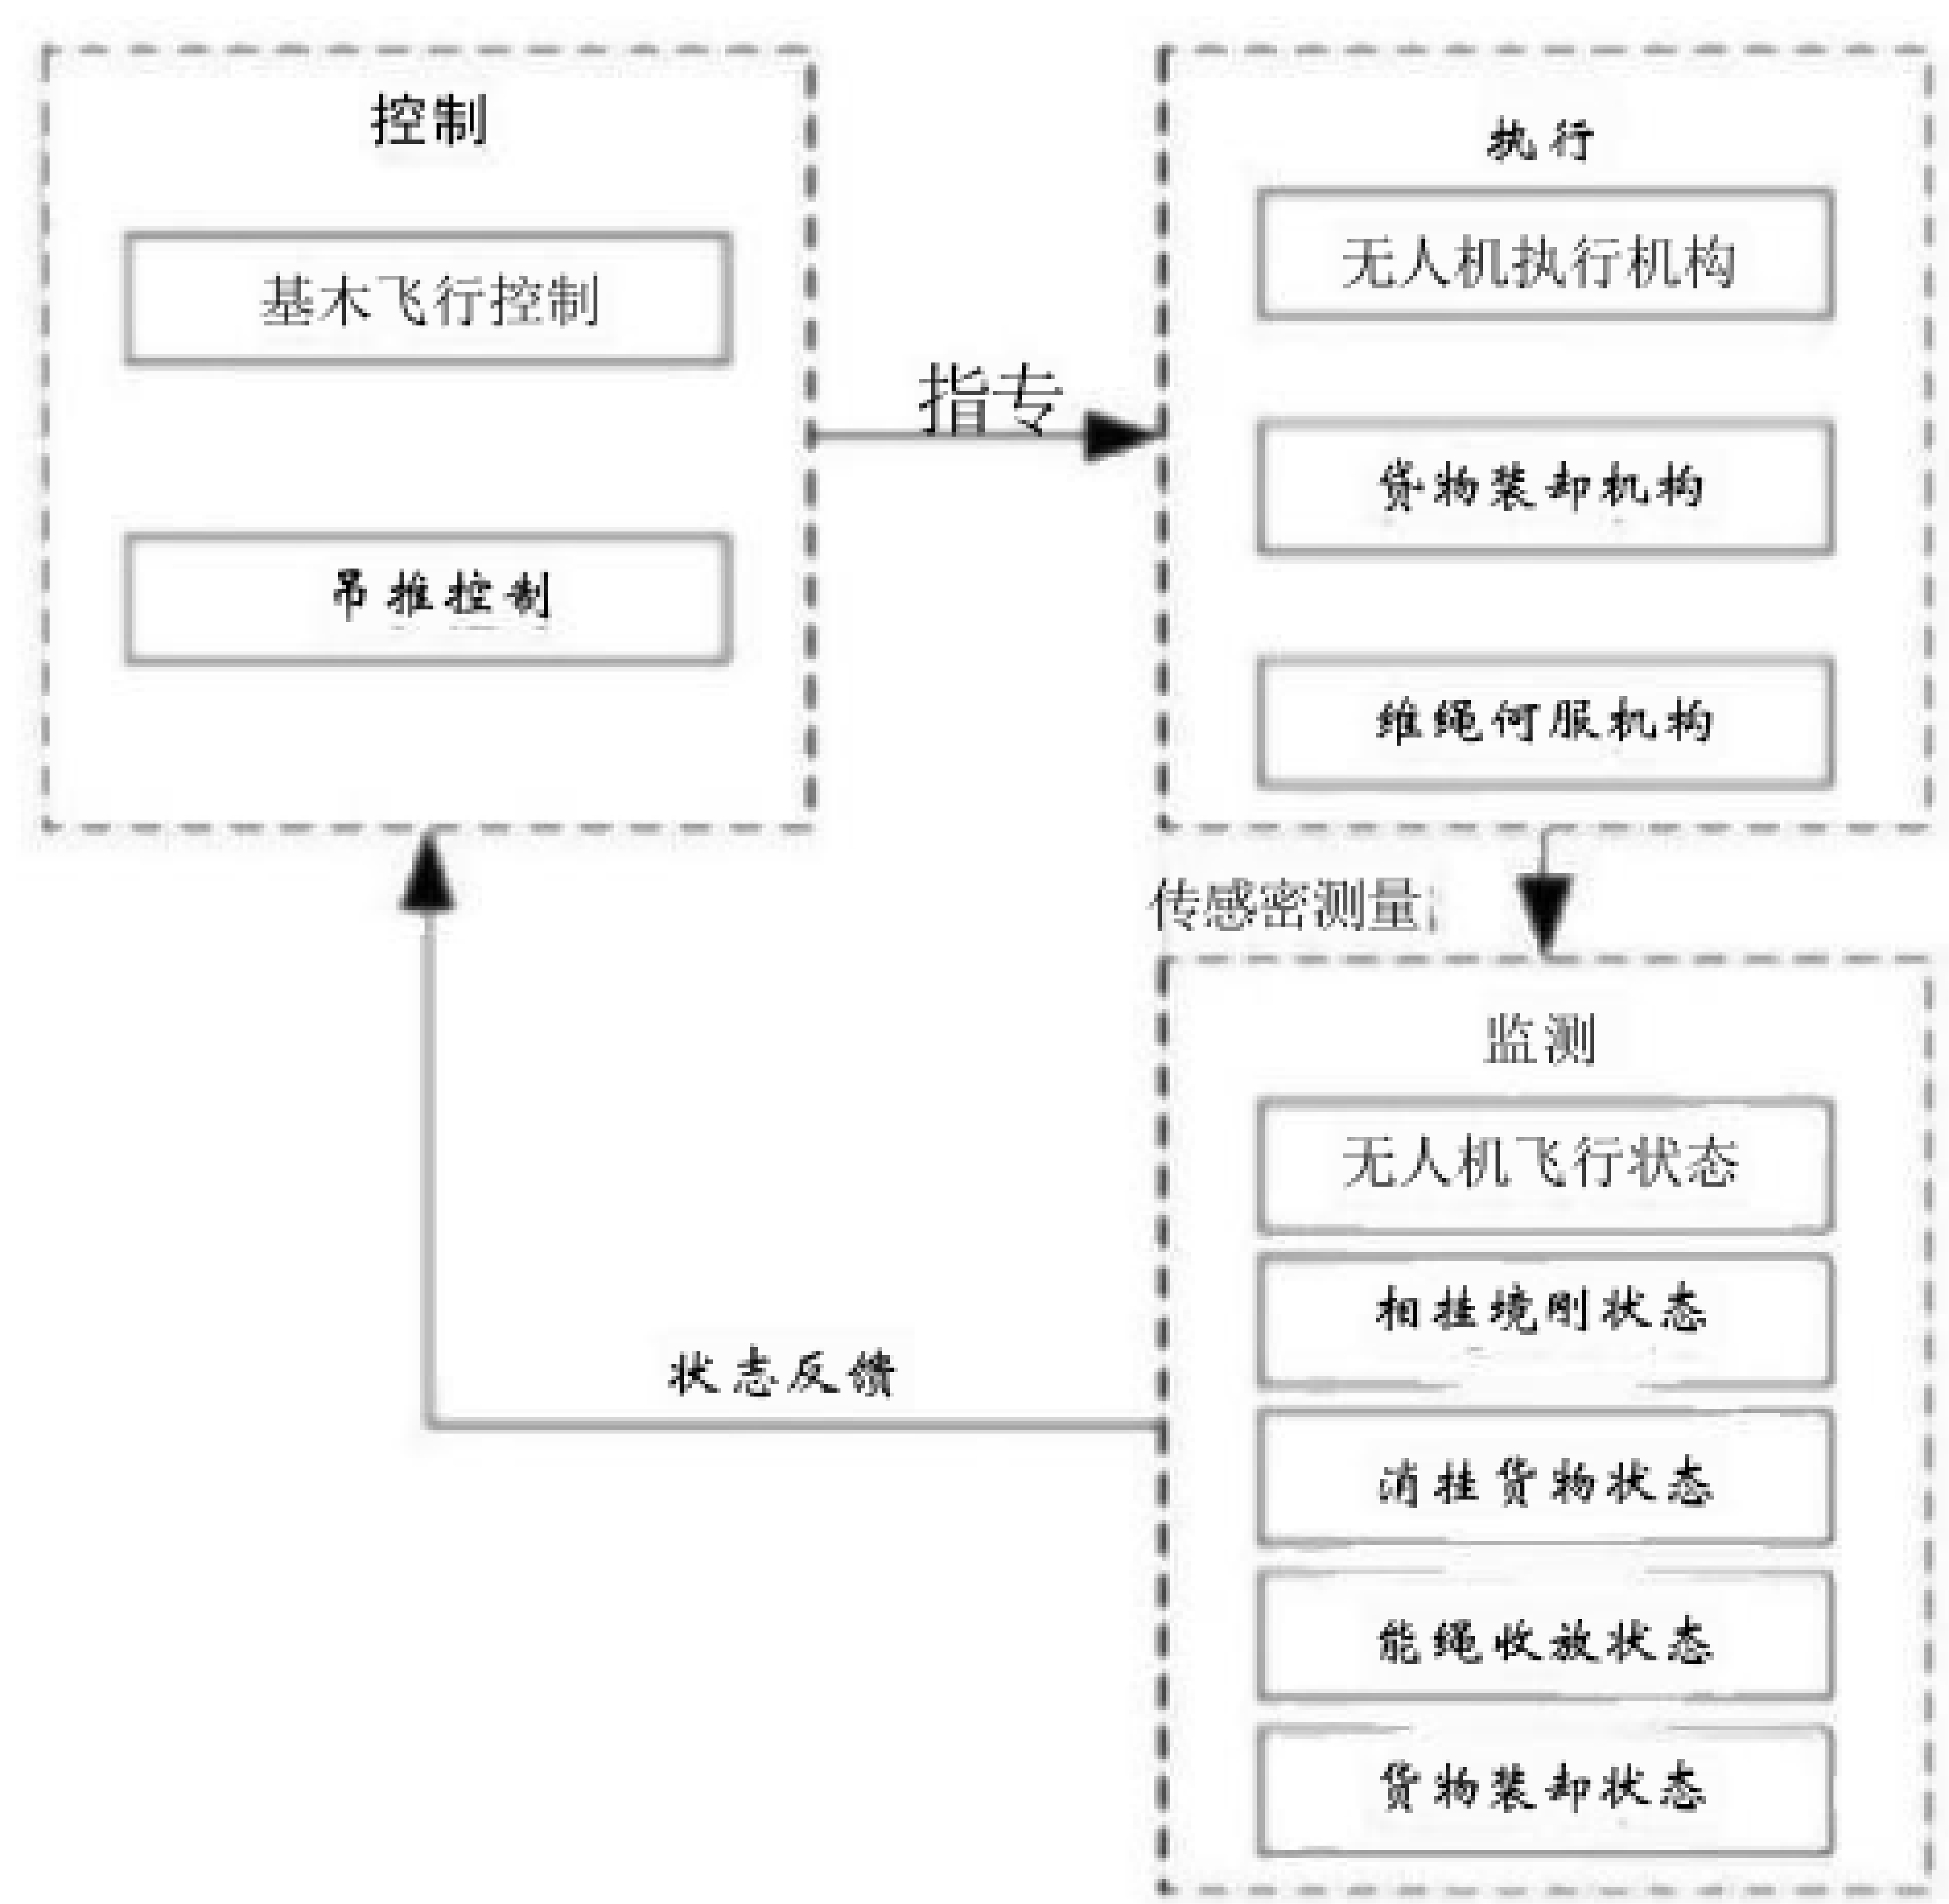 控制
基木飞行控制
吊推控制
指专
执行
无人机执行机构
货物装卸机构
维绳何服机构
传感密测量
监测
无人机飞行状态
相挂境刚状态
消挂货物状态
能绳收放状态
货物装卸状态
状态反馈